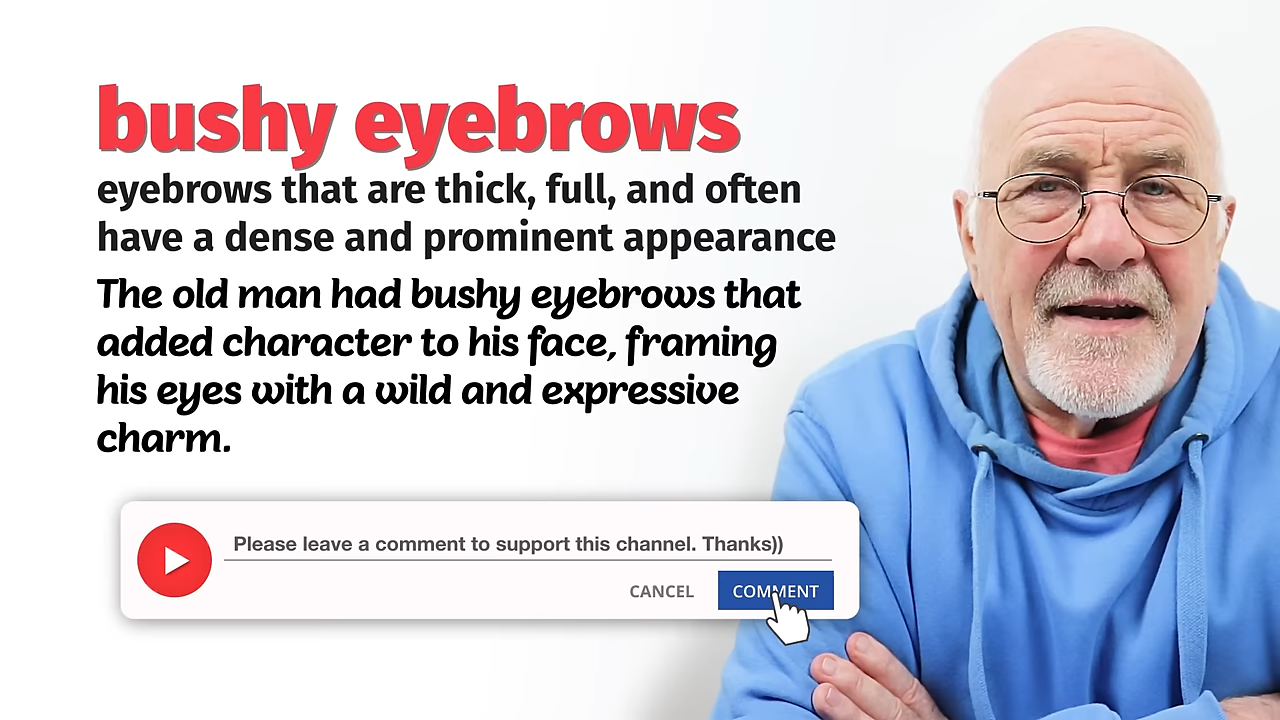 bushy eyebrows
eyebrows that are thick, full, and often
have a dense and prominent appearance
The old man had bushy eyebrows that
added character to his face, framing
his eyes with a wild and expressive
charm.
Please leave a comment to support this channel. Thanks))
CANCEL COMMENT